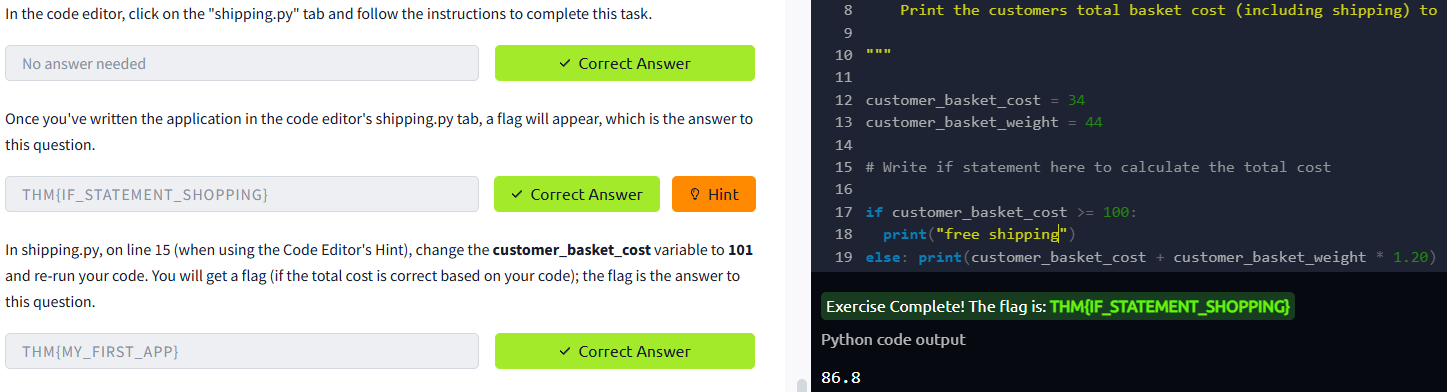 In the code editor, click on the "shipping.py" tab and follow the instructions to complete this task.
No answer needed
✓ Correct Answer
Once you've written the application in the code editor's shipping.py tab, a flag will appear, which is the answer to
this question.
THM{IF_STATEMENT_SHOPPING}
✓ Correct Answer
Hint
In shipping.py, on line 15 (when using the Code Editor's Hint), change the customer_basket_cost variable to 101
and re-run your code. You will get a flag (if the total cost is correct based on your code); the flag is the answer to
this question.
THM{MY_FIRST_APP}
✓ Correct Answer
8 Print the customers total basket cost (including shipping) to
9
10 """
11
12 customer_basket_cost = 34
13 customer_basket_weight = 44
14
15 # Write if statement here to calculate the total cost
16
17 if customer_basket_cost >= 100:
18 print("free shipping")
19 else: print(customer_basket_cost + customer_basket_weight * 1.20)
Exercise Complete! The flag is: THM{IF_STATEMENT_SHOPPING}
Python code output
86.8